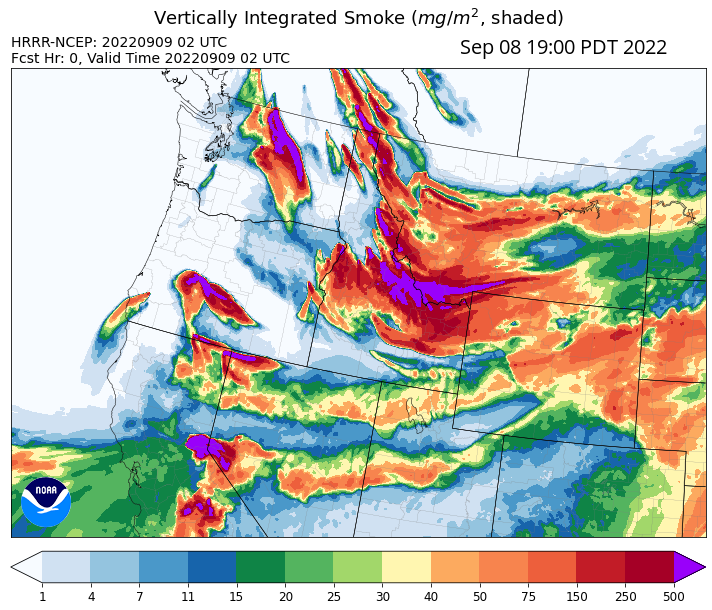 Vertically Integrated Smoke (mg/m², shaded)
HRRR-NCEP: 20220909 02 UTC
Fcst Hr: 0, Valid Time 20220909 02 UTC
Sep 08 19:00 PDT 2022
NOAA
1 4 7 11 15 20 25 30 40 50 75 150 250 500